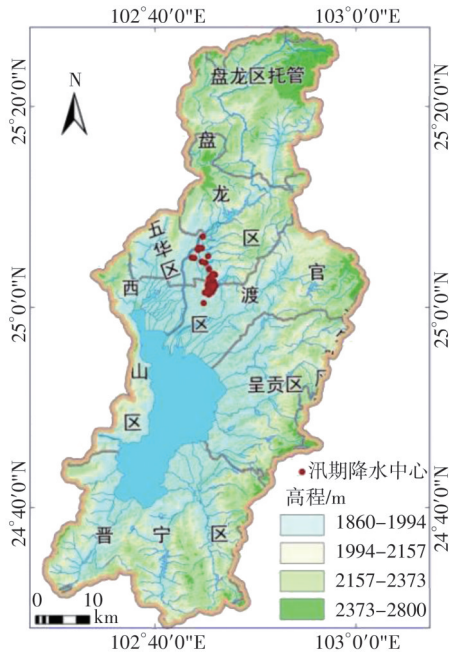 102°40′0″E
103°0′0″E
N
25°20′0″N
25°20′0″N
盘龙区托管
盘
龙
区
五华区
官
渡
区
西
山
区
25°0′0″N
25°0′0″N
呈贡区
晋宁区
24°40′0″N
24°40′0″N
汛期降水中心
高程/m
1860-1994
1994-2157
2157-2373
2373-2800
0 10
km
102°40′0″E
103°0′0″E